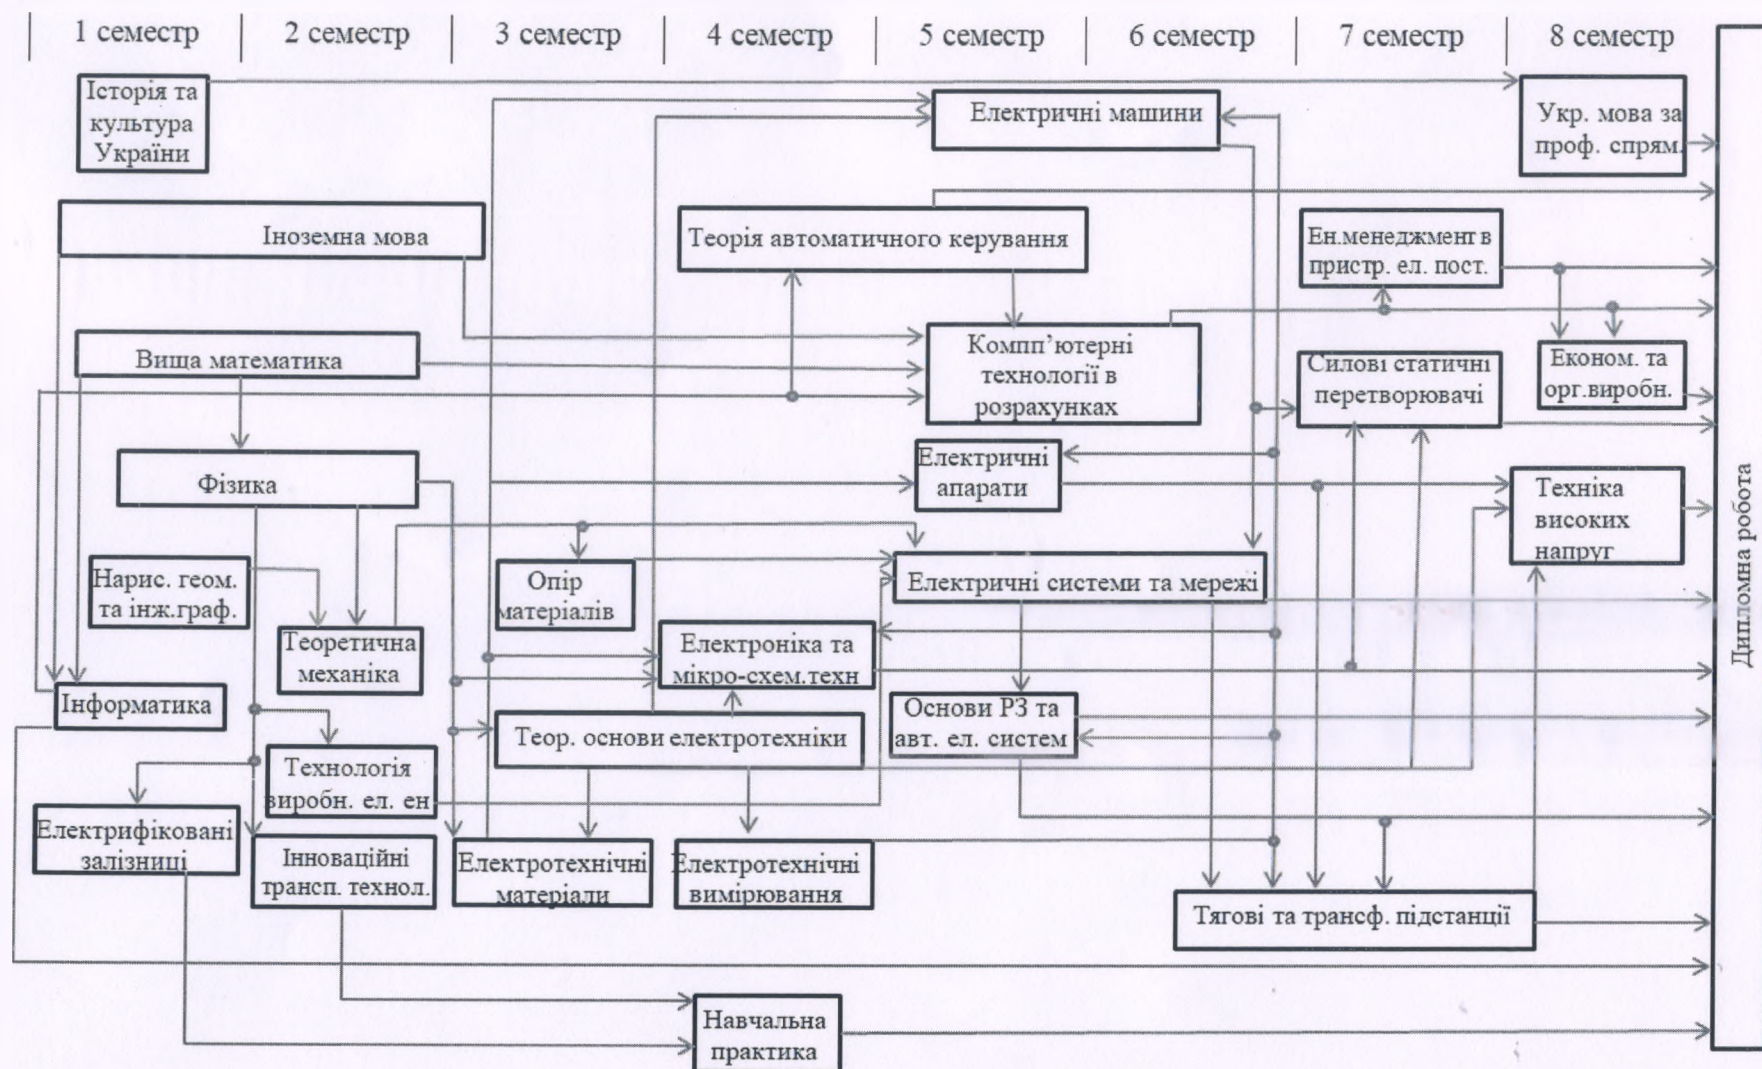 1 семестр
2 семестр
3 семестр
4 семестр
5 семестр
6 семестр
7 семестр
8 семестр
Історія та
культура
України
Електричні машини
Укр. мова за
проф. спрям.
Іноземна мова
Теорія автоматичного керування
Ен.менеджмент в
пристр. ел. пост.
Вища математика
Компп’ютерні
технології в
розрахунках
Силові статичні
перетворювачі
Економ. та
орг.виробн.
Фізика
Електричні
апарати
Техніка
високих
напруг
Нарис. геом.
та інж.граф.
Теоретична
механіка
Опір
матеріалів
Електричні системи та мережі
Електроніка та
мікро-схем.техн
Інформатика
Теор. основи електротехніки
Основи РЗ та
авт. ел. систем
Технологія
виробн. ел. ен
Електрифіковані
залізниці
Інноваційні
трансп. технол.
Електротехнічні
матеріали
Електротехнічні
вимірювання
Тягові та трансф. підстанції
Навчальна
практика
Дипломна робота